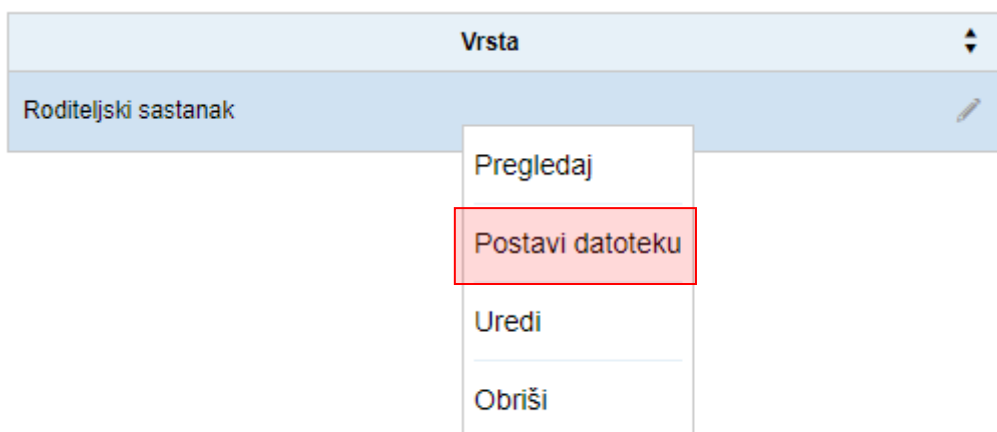 Vrsta
Roditeljski sastanak
Pregledaj
Postavi datoteku
Uredi
Obriši